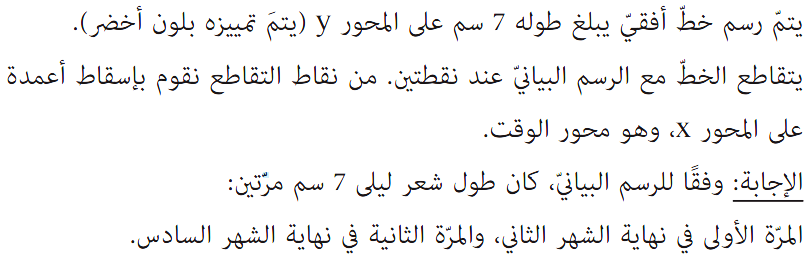 يتمّ رسم خطّ أفقيّ يبلغ طوله 7 سم على المحور y (يتمَ تمييزه بلون أخضر).
يتقاطع الخطّ مع الرسم البيانيّ عند نقطتين. من نقاط التقاطع نقوم بإسقاط أعمدة
على المحور x، وهو محور الوقت.
الإجابة: وفقًا للرسم البيانيّ، كان طول شعر ليلى 7 سم مرّتين:
المرّة الأولى في نهاية الشهر الثاني، والمرّة الثانية في نهاية الشهر السادس.